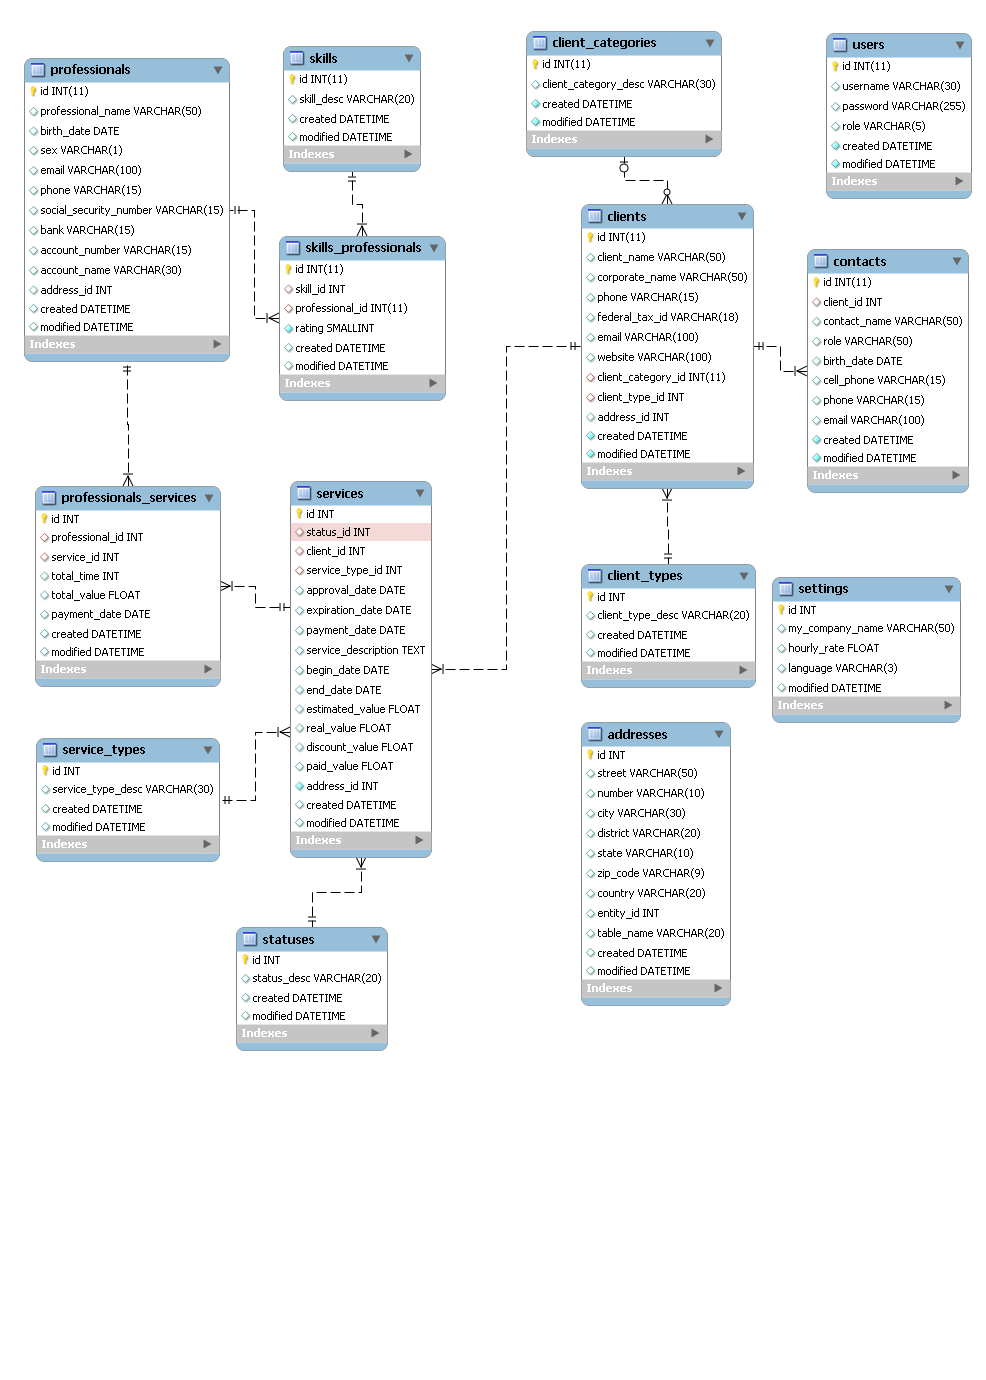 professionals
id INT(11)
professional_name VARCHAR(50)
birth_date DATE
sex VARCHAR(1)
email VARCHAR(100)
phone VARCHAR(15)
social_security_number VARCHAR(15)
bank VARCHAR(15)
account_number VARCHAR(15)
account_name VARCHAR(30)
address_id INT
created DATETIME
modified DATETIME
Indexes
skills
id INT(11)
skill_desc VARCHAR(20)
created DATETIME
modified DATETIME
Indexes
client_categories
id INT(11)
client_category_desc VARCHAR(30)
created DATETIME
modified DATETIME
Indexes
users
id INT(11)
username VARCHAR(30)
password VARCHAR(255)
role VARCHAR(5)
created DATETIME
modified DATETIME
Indexes
skills_professionals
id INT(11)
skill_id INT
professional_id INT(11)
rating SMALLINT
created DATETIME
modified DATETIME
Indexes
clients
id INT(11)
client_name VARCHAR(50)
corporate_name VARCHAR(50)
phone VARCHAR(15)
federal_tax_id VARCHAR(18)
email VARCHAR(100)
website VARCHAR(100)
client_category_id INT(11)
client_type_id INT
address_id INT
created DATETIME
modified DATETIME
Indexes
contacts
id INT(11)
client_id INT
contact_name VARCHAR(50)
role VARCHAR(50)
birth_date DATE
cell_phone VARCHAR(15)
phone VARCHAR(15)
email VARCHAR(100)
created DATETIME
modified DATETIME
Indexes
professionals_services
id INT
professional_id INT
service_id INT
total_time INT
total_value FLOAT
payment_date DATE
created DATETIME
modified DATETIME
Indexes
services
id INT
status_id INT
client_id INT
service_type_id INT
approval_date DATE
expiration_date DATE
payment_date DATE
service_description TEXT
begin_date DATE
end_date DATE
estimated_value FLOAT
real_value FLOAT
discount_value FLOAT
paid_value FLOAT
address_id INT
created DATETIME
modified DATETIME
Indexes
client_types
id INT
client_type_desc VARCHAR(20)
created DATETIME
modified DATETIME
Indexes
settings
id INT
my_company_name VARCHAR(50)
hourly_rate FLOAT
language VARCHAR(3)
modified DATETIME
Indexes
service_types
id INT
service_type_desc VARCHAR(30)
created DATETIME
modified DATETIME
Indexes
addresses
id INT
street VARCHAR(50)
number VARCHAR(10)
city VARCHAR(30)
district VARCHAR(20)
state VARCHAR(10)
zip_code VARCHAR(9)
country VARCHAR(20)
entity_id INT
table_name VARCHAR(20)
created DATETIME
modified DATETIME
Indexes
statuses
id INT
status_desc VARCHAR(20)
created DATETIME
modified DATETIME
Indexes